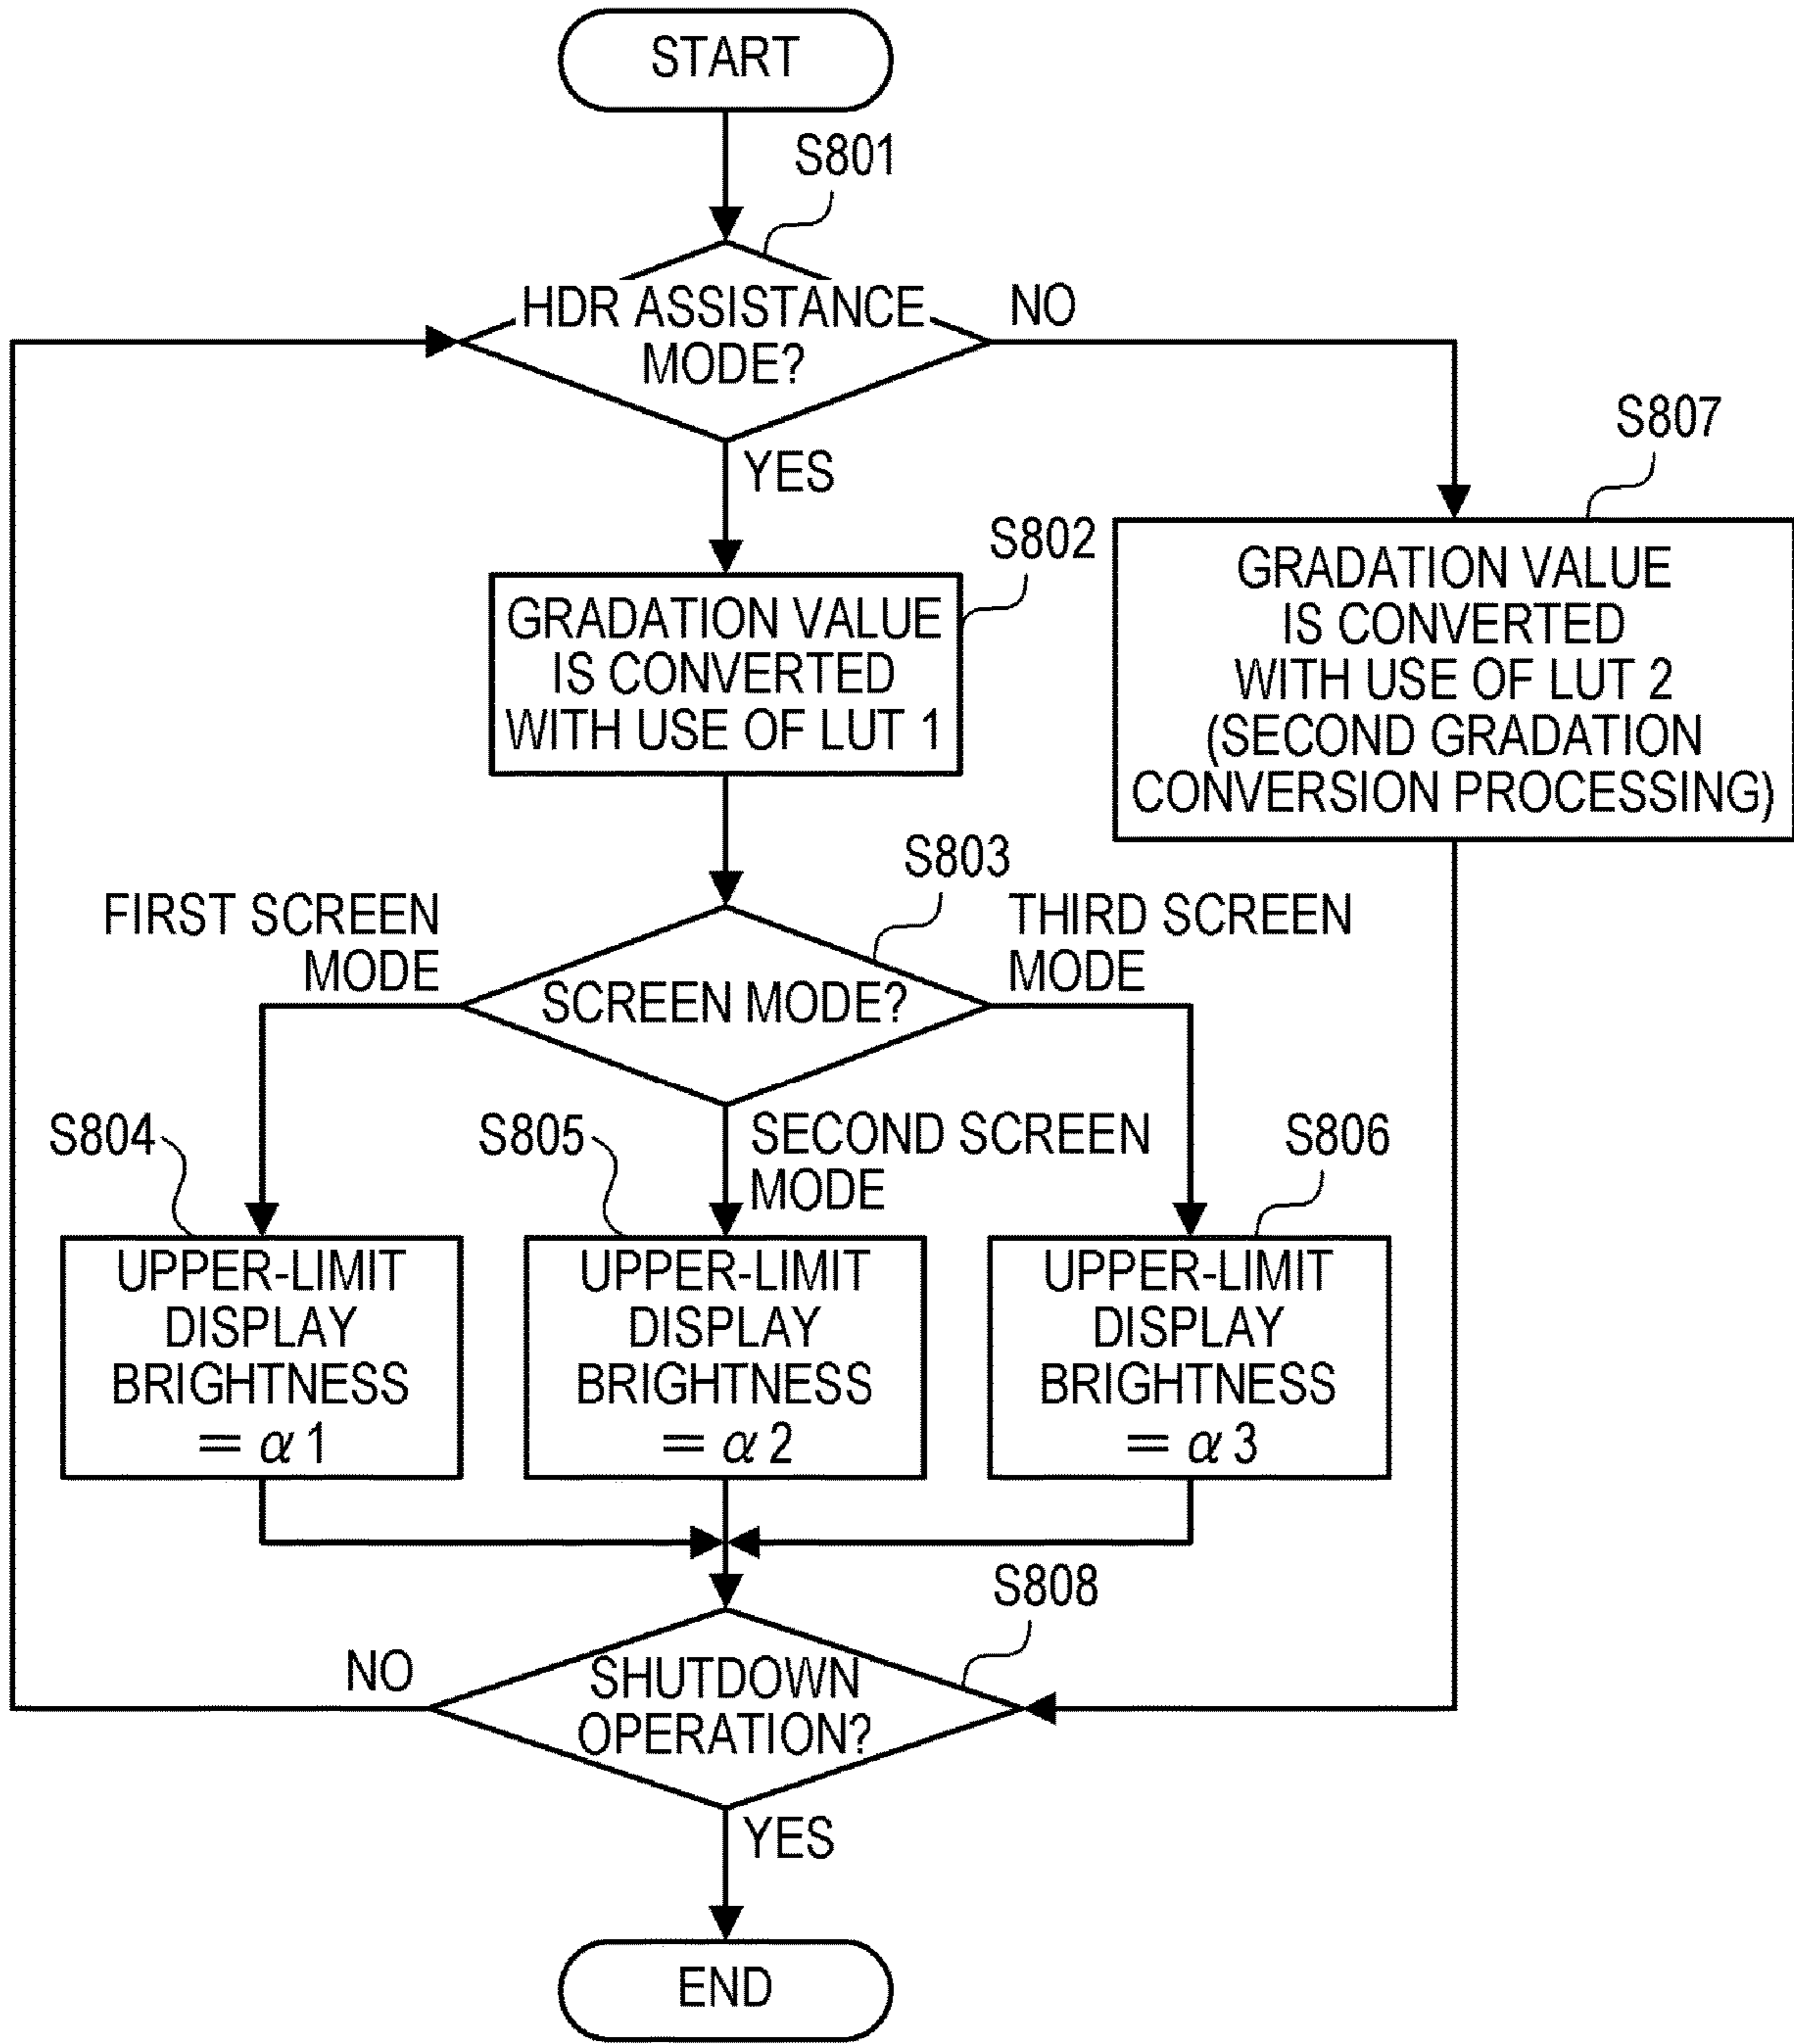 START
S801
HDR ASSISTANCE
MODE?
NO
YES
S807
S802
GRADATION VALUE
IS CONVERTED
WITH USE OF LUT 1
GRADATION VALUE
IS CONVERTED
WITH USE OF LUT 2
(SECOND GRADATION
CONVERSION PROCESSING)
S803
FIRST SCREEN
MODE
THIRD SCREEN
MODE
SCREEN MODE?
S804
S805
SECOND SCREEN
MODE
S806
UPPER-LIMIT
DISPLAY
BRIGHTNESS
= α1
UPPER-LIMIT
DISPLAY
BRIGHTNESS
= α2
UPPER-LIMIT
DISPLAY
BRIGHTNESS
= α3
S808
NO
SHUTDOWN
OPERATION?
YES
END